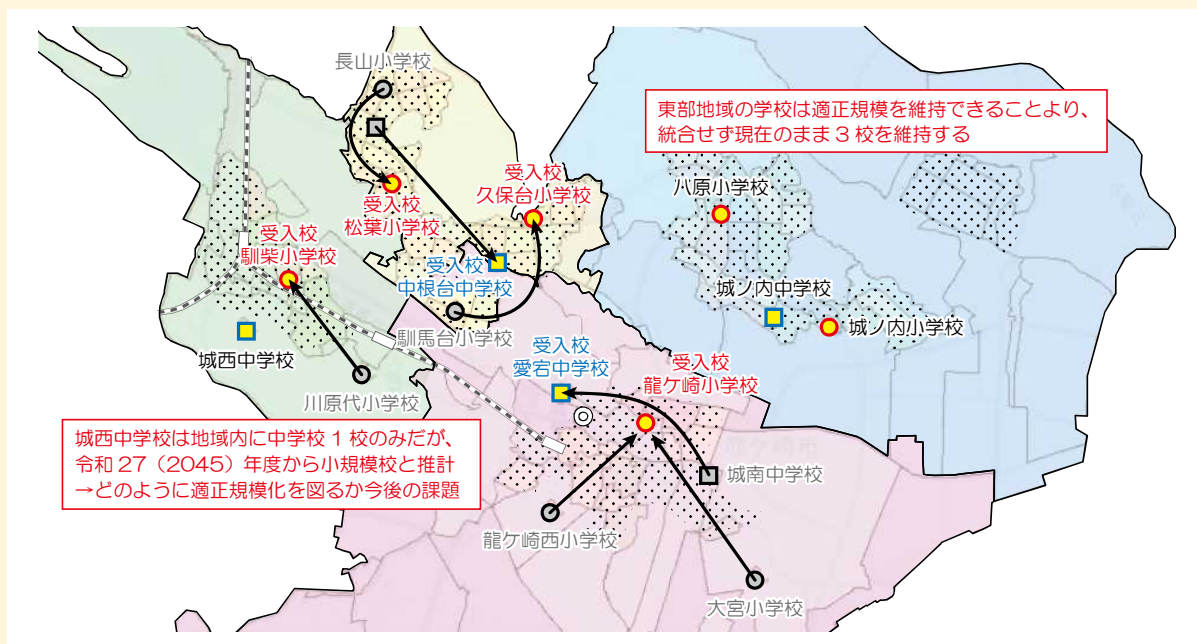 長山小学校
東部地域の学校は適正規模を維持できることより、
統合せず現在のまま3校を維持する
受入校
久保台小学校
八原小学校
受入校
松葉小学校
受入校
馴柴小学校
受入校
中根台中学校
城ノ内中学校
城ノ内小学校
馴馬台小学校
城西中学校
受入校
愛宕中学校
受入校
龍ケ崎小学校
川原代小学校
城西中学校は地域内に中学校1校のみだが、
令和27(2045)年度から小規模校と推計
→どのように適正規模化を図るか今後の課題
龍ケ崎市
城南中学校
龍ケ崎西小学校
大宮小学校